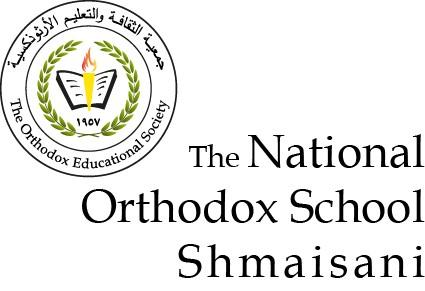 جمعية الثقافة والتعليم الأرثوذكسية
١٩٥٧
The Orthodox Educational Society
The National
Orthodox School
Shmaisani